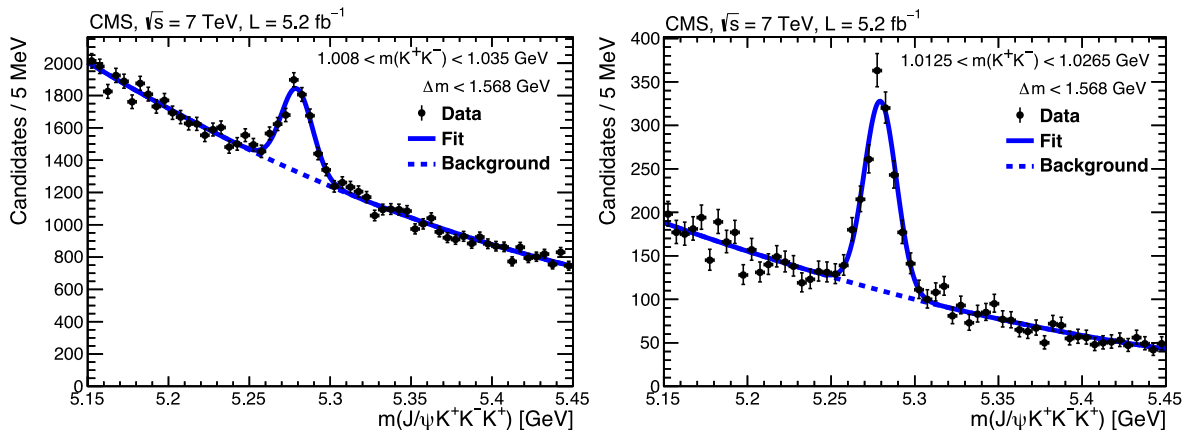 CMS, √s = 7 TeV, L = 5.2 fb⁻¹
Candidates / 5 MeV
2000
1800
1600
1400
1200
1000
800
600
400
200
0
1.008 < m(K⁺K⁻) < 1.035 GeV
Δm < 1.568 GeV
Data
Fit
Background
5.15 5.2 5.25 5.3 5.35 5.4 5.45
m(J/ψK⁺K⁻K⁺) [GeV]
CMS, √s = 7 TeV, L = 5.2 fb⁻¹
Candidates / 5 MeV
400
350
300
250
200
150
100
50
0
1.0125 < m(K⁺K⁻) < 1.0265 GeV
Δm < 1.568 GeV
Data
Fit
Background
5.15 5.2 5.25 5.3 5.35 5.4 5.45
m(J/ψK⁺K⁻K⁺) [GeV]